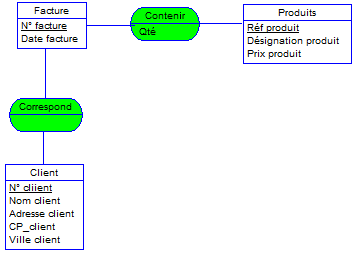 Facture
N° facture
Date facture
Contenir
Qté
Produits
Réf produit
Désignation produit
Prix produit
Correspond
Client
N° cliient
Nom client
Adresse client
CP_client
Ville client